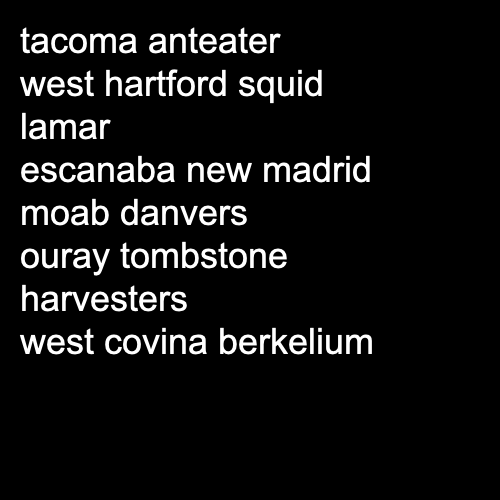 tacoma anteater
west hartford squid
lamar
escanaba new madrid
moab danvers
ouray tombstone
harvesters
west covina berkelium